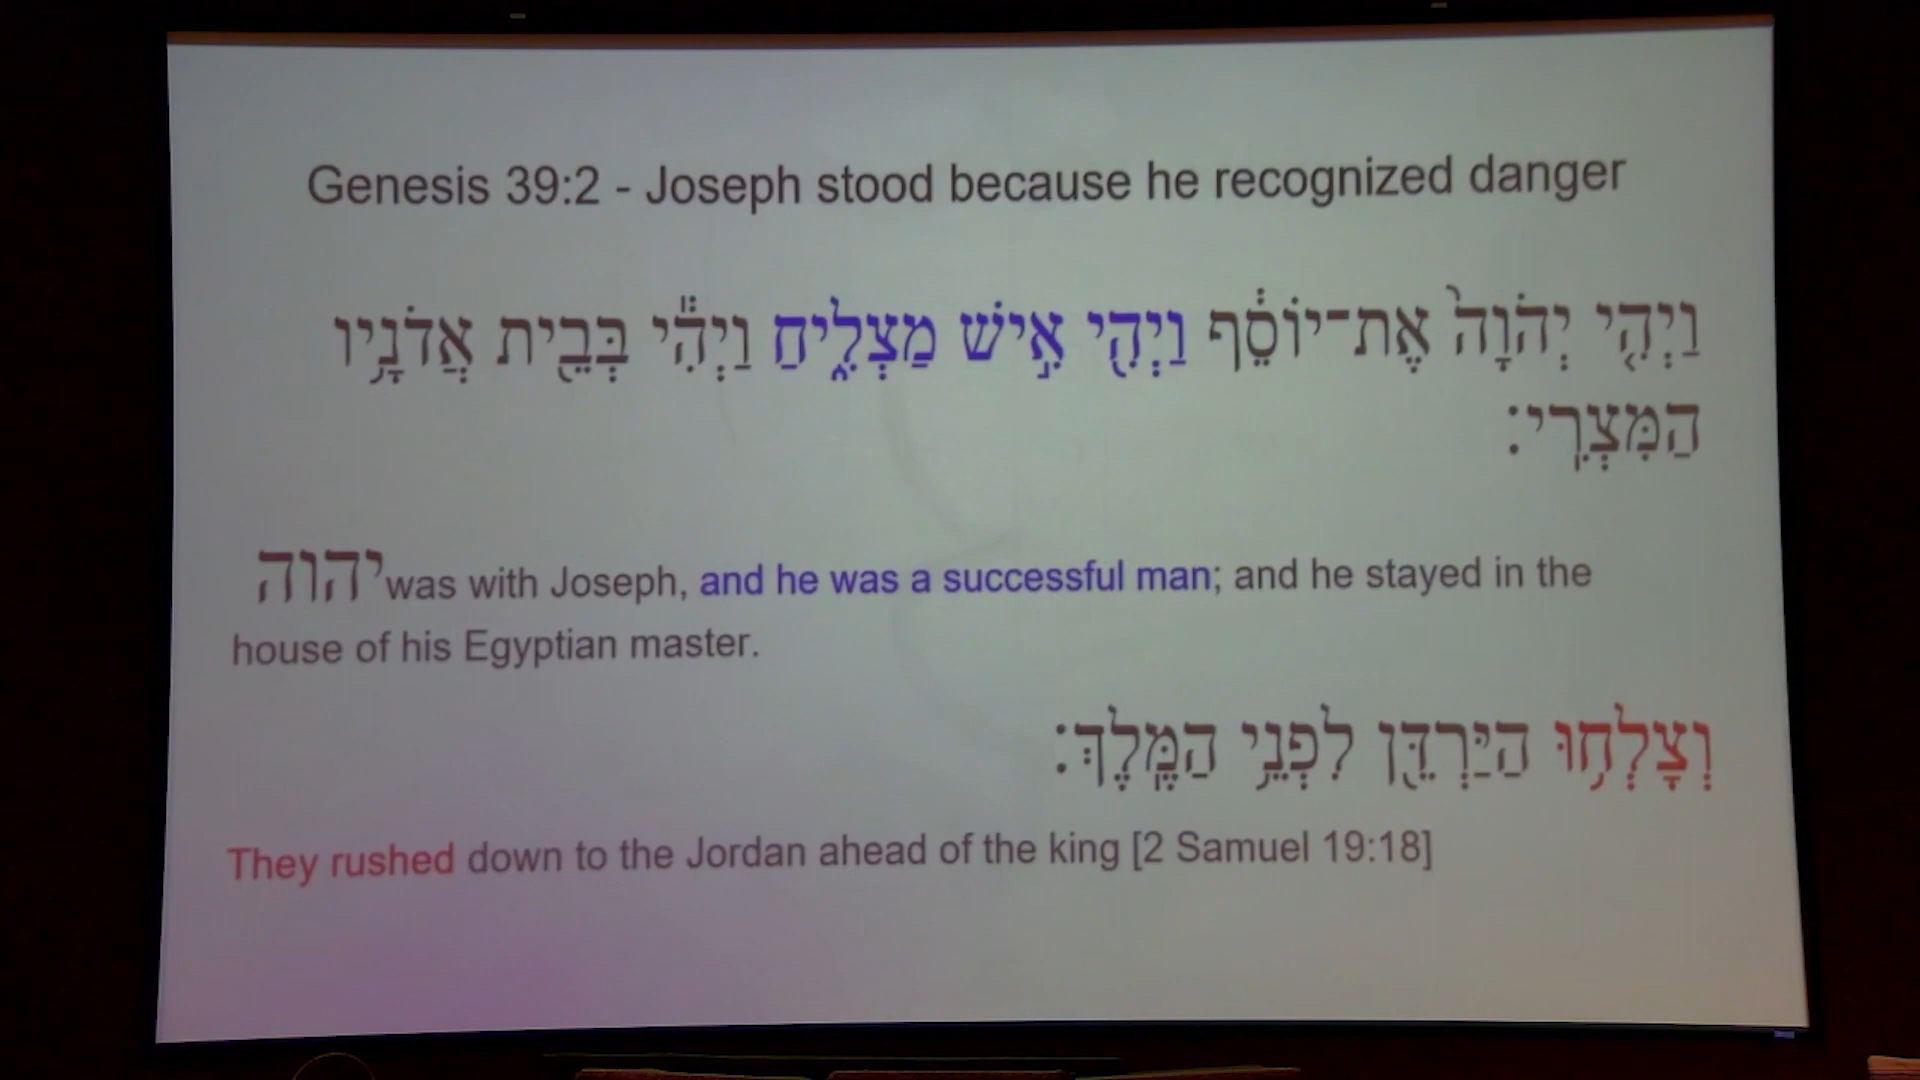 Genesis 39:2 - Joseph stood because he recognized danger
וַיְהִ֤י יְהֹוָה֙ אֶת־יוֹסֵ֔ף וַיְהִ֖י אִ֣ישׁ מַצְלִ֑יחַ וַיְהִ֕י בְּבֵ֖ית אֲדֹנָ֥יו
הַמִּצְרִֽי׃
יהוה was with Joseph, and he was a successful man; and he stayed in the
house of his Egyptian master.
וְצָלְח֥וּ הַיַּרְדֵּ֖ן לִפְנֵ֥י הַמֶּֽלֶךְ׃
They rushed down to the Jordan ahead of the king [2 Samuel 19:18]